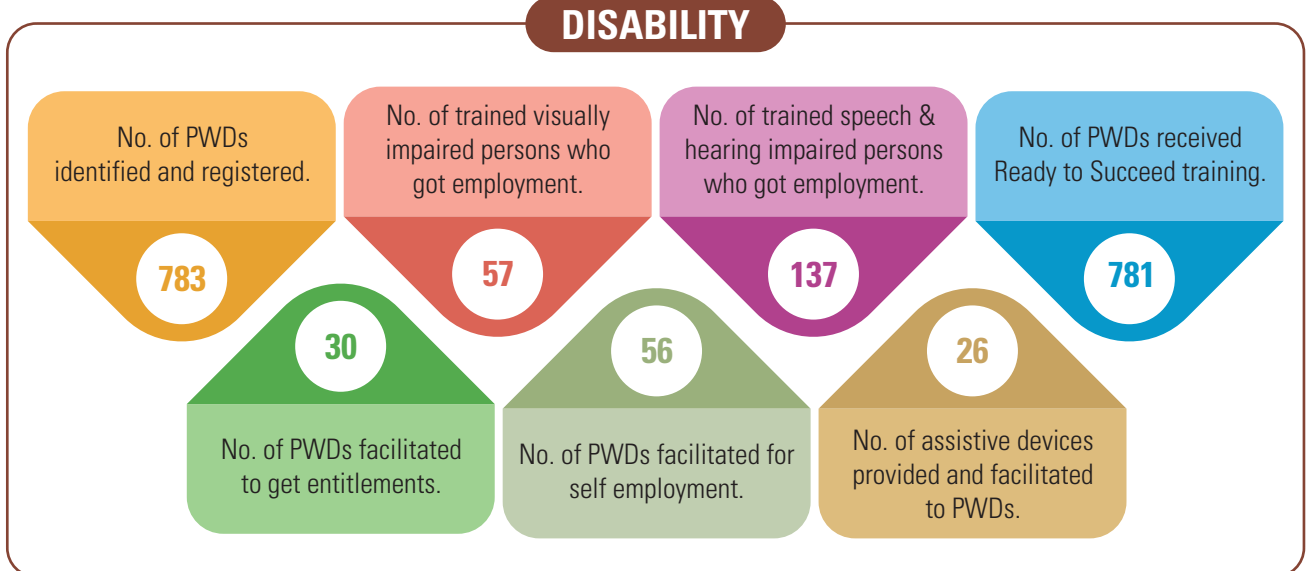 DISABILITY
No. of PWDs
identified and registered.
783
No. of trained visually
impaired persons who
got employment.
57
No. of trained speech &
hearing impaired persons
who got employment.
137
No. of PWDs received
Ready to Succeed training.
781
30
No. of PWDs facilitated
to get entitlements.
56
No. of PWDs facilitated for
self employment.
26
No. of assistive devices
provided and facilitated
to PWDs.